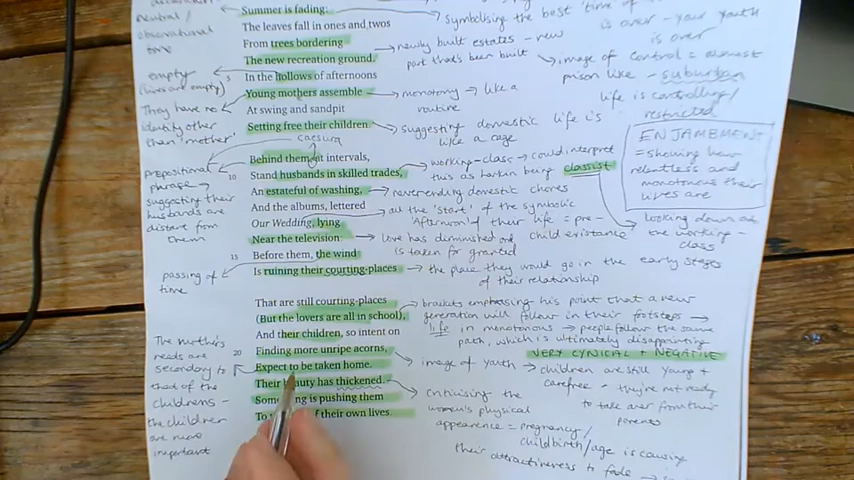 Summer is fading:
The leaves fall in ones and twos
From trees bordering
The new recreation ground.
In the hollows of afternoons
Young mothers assemble
At swing and sandpit
Setting free their children.
Behind them, at intervals,
Stand husbands in skilled trades,
An estateful of washing,
And the albums, lettered
Our Wedding, lying
Near the television:
Before them, the wind
Is ruining their courting-places
That are still courting-places
(But the lovers are all in school),
And their children, so intent on
Finding more unripe acorns,
Expect to be taken home.
Their beauty has thickened.
is pushing them
To of their own lives.
5
10
15
20
neutral /
observational
tone
empty
(lives are empty)
They have no
identity other
than 'mother'
prepositional
phrase →
suggesting their
husbands are
distant from
them
passing of
time
The mother's
needs are
secondary to
that of the
childrens -
the children
are more
important
symbolising the best 'time' of
is over - your youth
is over
newly built estates - new
part that's been built
image of control = almost
prison like - suburban
life is controlling /
restricted
monotony → like a
routine
suggesting domestic life is
like a cage
caesura
working-class → could interpret
this as Larkin being classist
looking down on
the working-
class
never ending domestic chores
all the 'start' of the symbolic
'Afternoon' of their life = pre-
child existance
love has diminished and
is taken for granted
the place they would go in the early stages
of their relationship
ENJAMBMENT
= showing how
relentless and
monotonous their
lives are
brackets emphasing his point that a new
generation will follow in their footsteps →
life is monotonous → people follow the same
path, which is ultimately disappointing
VERY CYNICAL + NEGATIVE
image of youth → children are still young +
carefree - they're not ready
to take over from their
parents
critiquing the
women's physical
appearence = pregnancy /
childbirth/age is causing
their attractiveness to fade